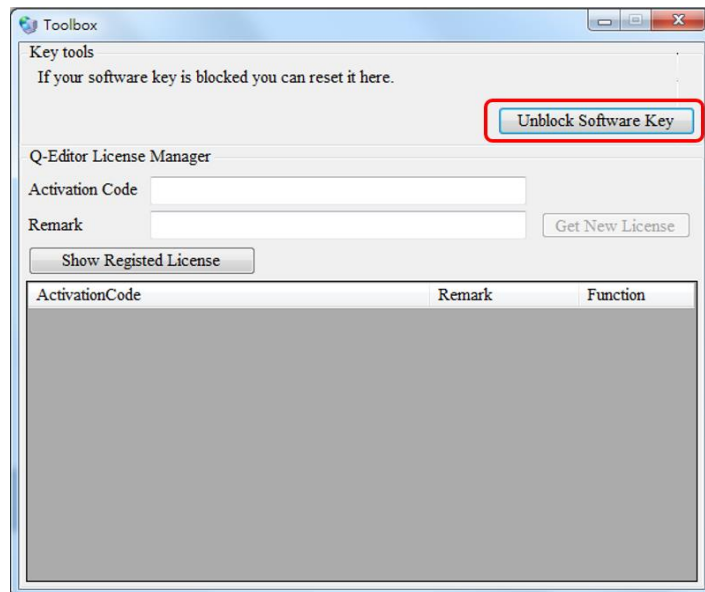 Toolbox
Key tools
If your software key is blocked you can reset it here.
Unblock Software Key
Q-Editor License Manager
Activation Code
Remark
Get New License
Show Registed License
ActivationCode Remark Function